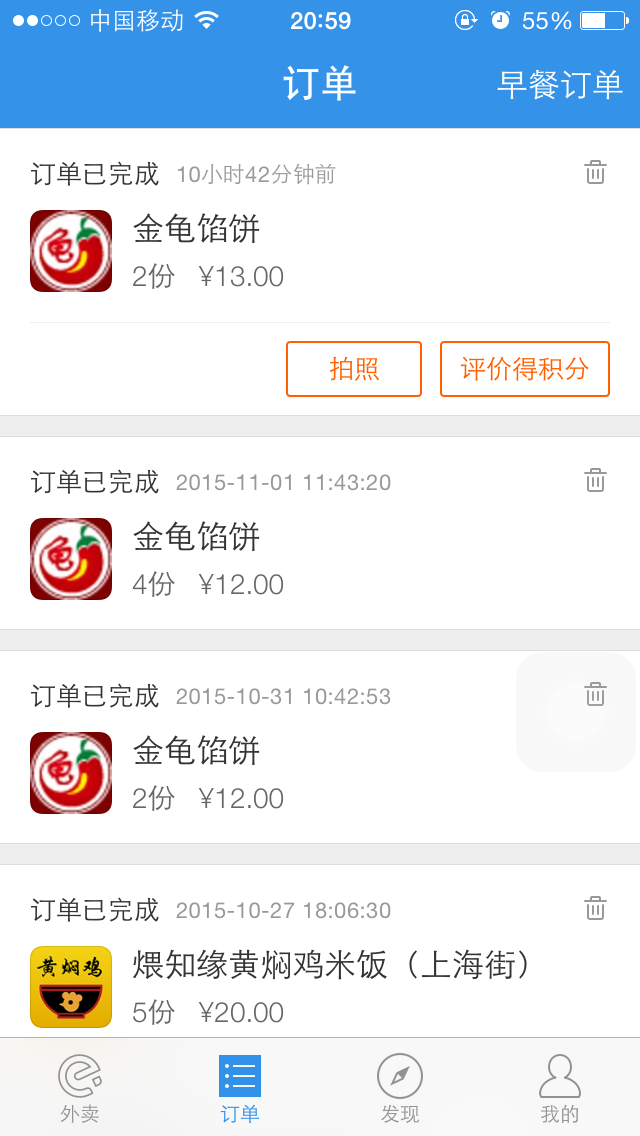 中国移动 20:59 55%
订单 早餐订单
订单已完成 10小时42分钟前
龟
金龟馅饼
2份 ¥13.00
拍照 评价得积分
订单已完成 2015-11-01 11:43:20
龟
金龟馅饼
4份 ¥12.00
订单已完成 2015-10-31 10:42:53
龟
金龟馅饼
2份 ¥12.00
订单已完成 2015-10-27 18:06:30
黄焖鸡
煨知缘黄焖鸡米饭（上海街）
5份 ¥20.00
外卖 订单 发现 我的